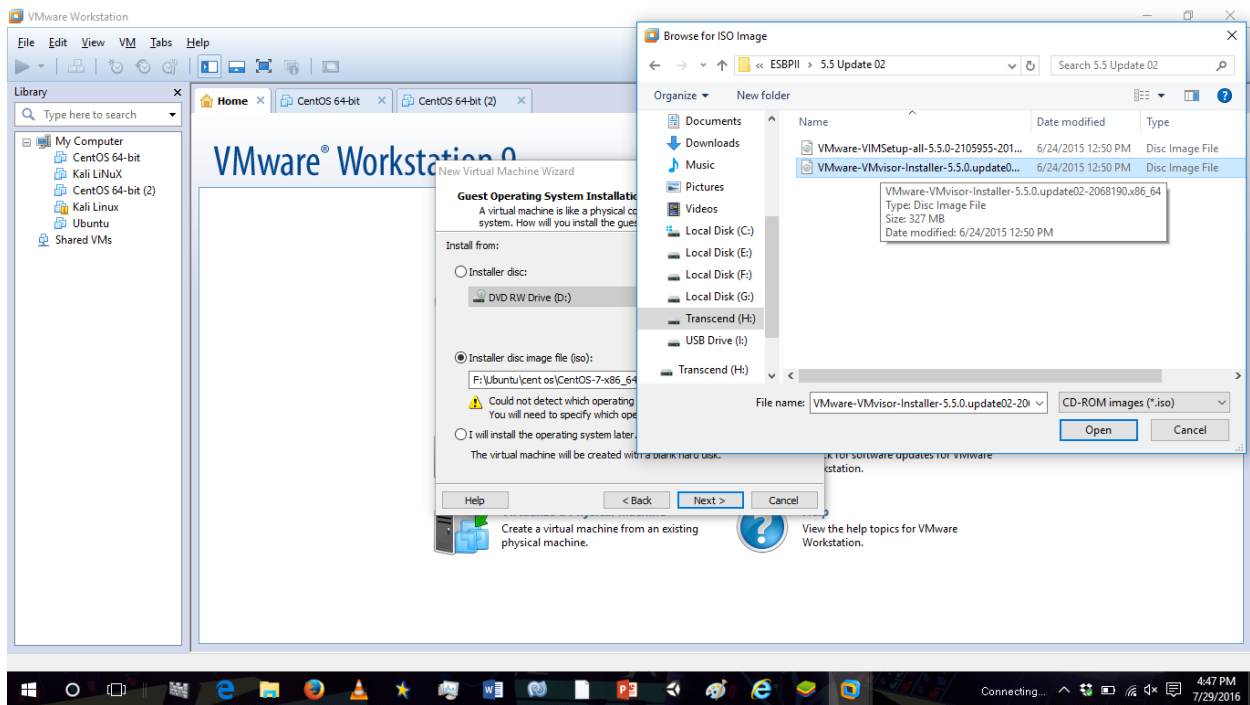 VMware Workstation
File Edit View VM Tabs Help
Library
Type here to search
My Computer
CentOS 64-bit
Kali LiNuX
CentOS 64-bit (2)
Kali Linux
Ubuntu
Shared VMs
Home
CentOS 64-bit
CentOS 64-bit (2)
VMware® Workstation 9
New Virtual Machine Wizard
Guest Operating System Installatio
A virtual machine is like a physical co
system. How will you install the gues
Install from:
Installer disc:
DVD RW Drive (D:)
Installer disc image file (iso):
F:\Ubuntu\cent os\CentOS-7-x86_64
Could not detect which operating
You will need to specify which ope
I will install the operating system later.
The virtual machine will be created with a blank hard disk.
Help
< Back
Next >
Cancel
Create a virtual machine from an existing
physical machine.
for software updates for VMware
kstation.
View the help topics for VMware
Workstation.
Browse for ISO Image
« ESBPII > 5.5 Update 02
Search 5.5 Update 02
Organize
New folder
Documents
Downloads
Music
Pictures
Videos
Local Disk (C:)
Local Disk (E:)
Local Disk (F:)
Local Disk (G:)
Transcend (H:)
USB Drive (I:)
Transcend (H:)
Name Date modified Type
VMware-VIMSetup-all-5.5.0-2105955-201... 6/24/2015 12:50 PM Disc Image File
VMware-VMvisor-Installer-5.5.0.update0... 6/24/2015 12:50 PM Disc Image File
VMware-VMvisor-Installer-5.5.0.update02-2068190.x86_64
Type: Disc Image File
Size: 327 MB
Date modified: 6/24/2015 12:50 PM
File name: VMware-VMvisor-Installer-5.5.0.update02-20
CD-ROM images (*.iso)
Open
Cancel
Connecting...
4:47 PM
7/29/2016